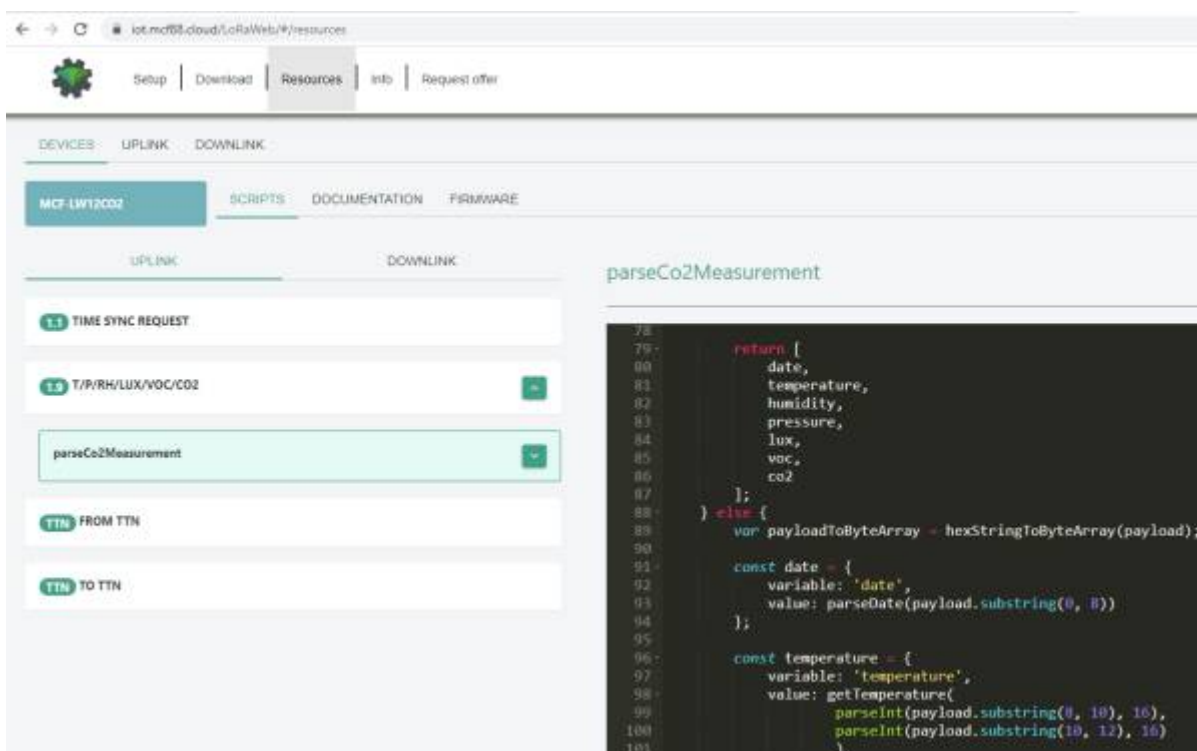 iot.mcf88.cloud/LoRaWeb/#/resources
Setup | Download | Resources | Info | Request offer
DEVICES UPLINK DOWNLINK
MCF-LW12CO2 SCRIPTS DOCUMENTATION FIRMWARE
UPLINK DOWNLINK
1.1 TIME SYNC REQUEST
1.9 T/P/RH/LUX/VOC/CO2
parseCo2Measurement
TTN FROM TTN
TTN TO TTN
parseCo2Measurement
78
79 return [
80 date,
81 temperature,
82 humidity,
83 pressure,
84 lux,
85 voc,
86 co2
87 ];
88 } else {
89 var payloadToByteArray = hexStringToByteArray(payload);
90
91 const date = {
92 variable: 'date',
93 value: parseDate(payload.substring(0, 8))
94 };
95
96 const temperature = {
97 variable: 'temperature',
98 value: getTemperature(
99 parseInt(payload.substring(8, 10), 16),
100 parseInt(payload.substring(10, 12), 16)
101 )